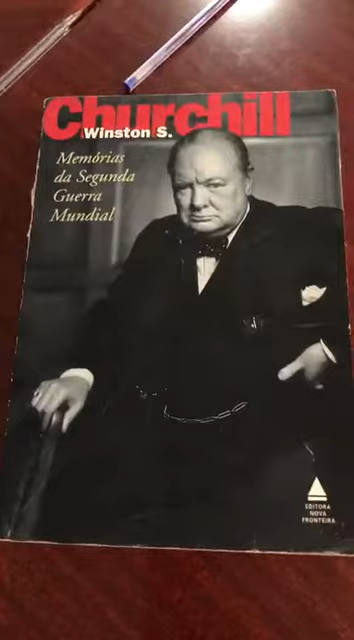 Churchill
Winston S.
Memórias
da Segunda
Guerra
Mundial
EDITORA
NOVA
FRONTEIRA